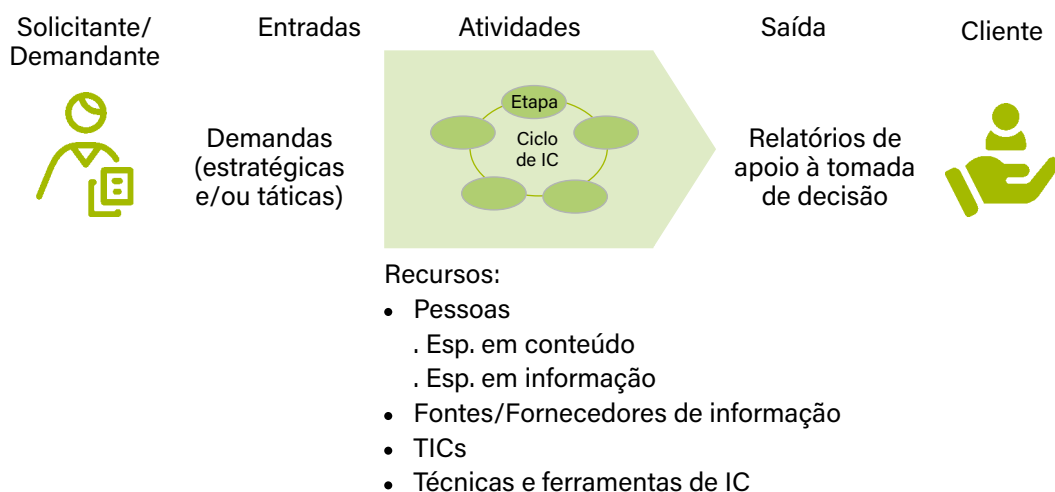 Solicitante/
Demandante
Entradas
Atividades
Saída
Cliente
Demandas
(estratégicas
e/ou táticas)
Etapa
Ciclo
de IC
Relatórios de
apoio à tomada
de decisão
Recursos:
• Pessoas
. Esp. em conteúdo
. Esp. em informação
• Fontes/Fornecedores de informação
• TICs
• Técnicas e ferramentas de IC